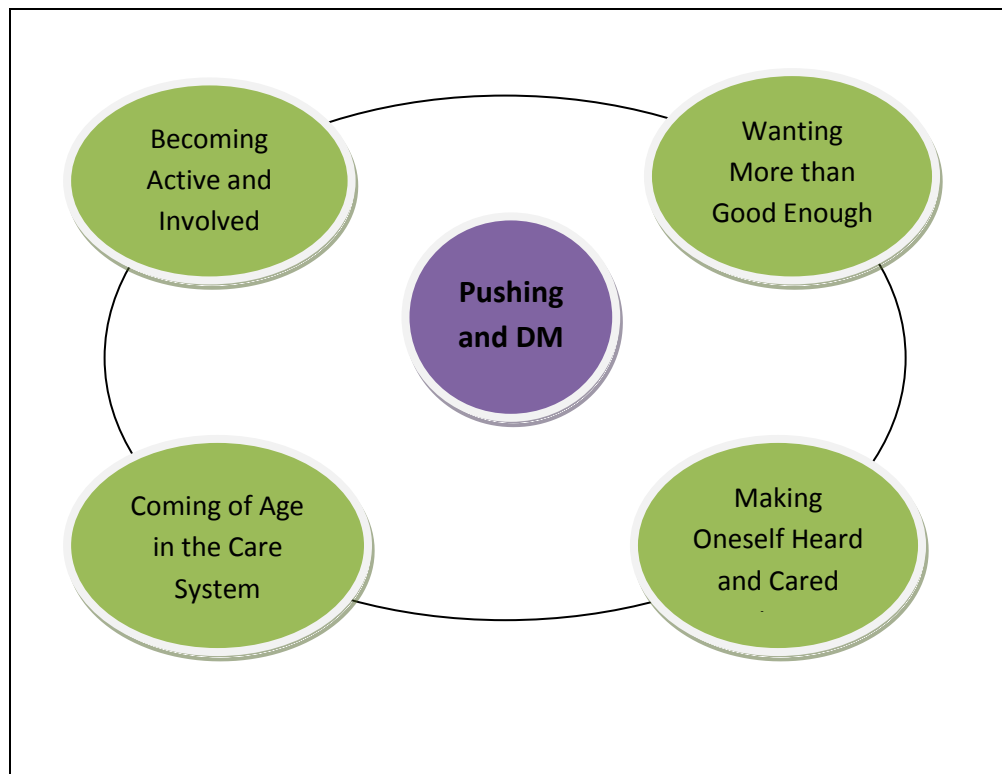 Becoming
Active and
Involved
Wanting
More than
Good Enough
Pushing
and DM
Coming of Age
in the Care
System
Making
Oneself Heard
and Cared